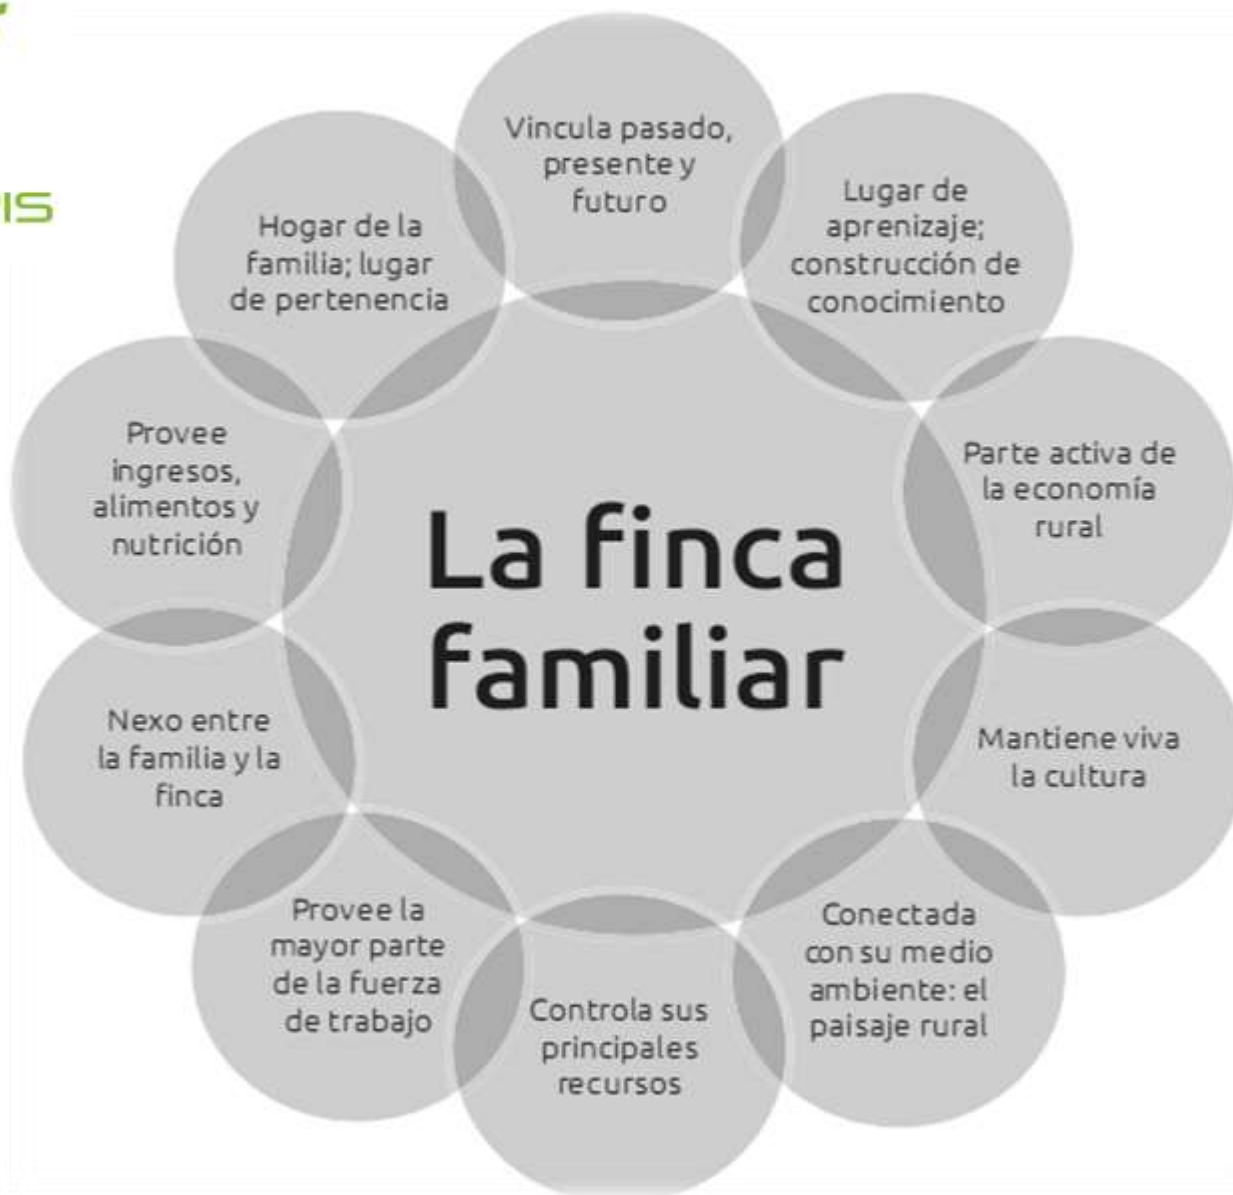 Vincula pasado,
presente y
futuro
Lugar de
aprenizaje;
construcción de
conocimiento
Parte activa de
la economía
rural
Mantiene viva
la cultura
Conectada
con su medio
ambiente: el
paisaje rural
Controla sus
principales
recursos
Provee la
mayor parte
de la fuerza
de trabajo
Nexo entre
la familia y la
finca
Provee
ingresos,
alimentos y
nutrición
Hogar de la
familia; lugar
de pertenencia
La finca
familiar